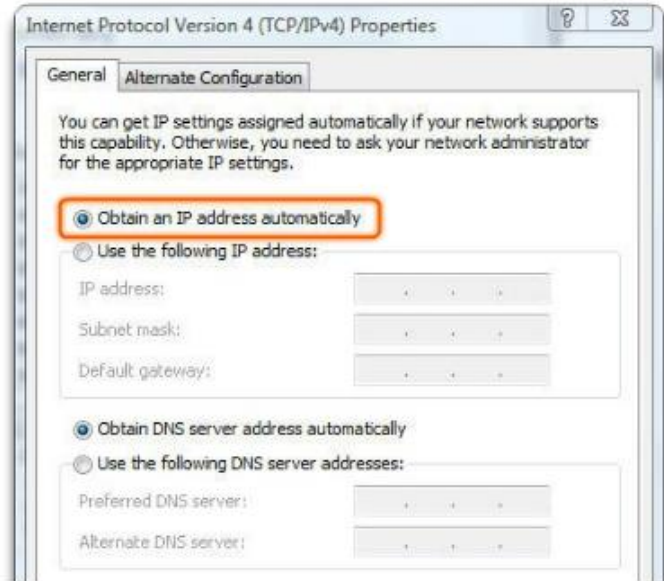 Internet Protocol Version 4 (TCP/IPv4) Properties
General
Alternate Configuration
You can get IP settings assigned automatically if your network supports
this capability. Otherwise, you need to ask your network administrator
for the appropriate IP settings.
Obtain an IP address automatically
Use the following IP address:
IP address:
Subnet mask:
Default gateway:
Obtain DNS server address automatically
Use the following DNS server addresses:
Preferred DNS server:
Alternate DNS server: